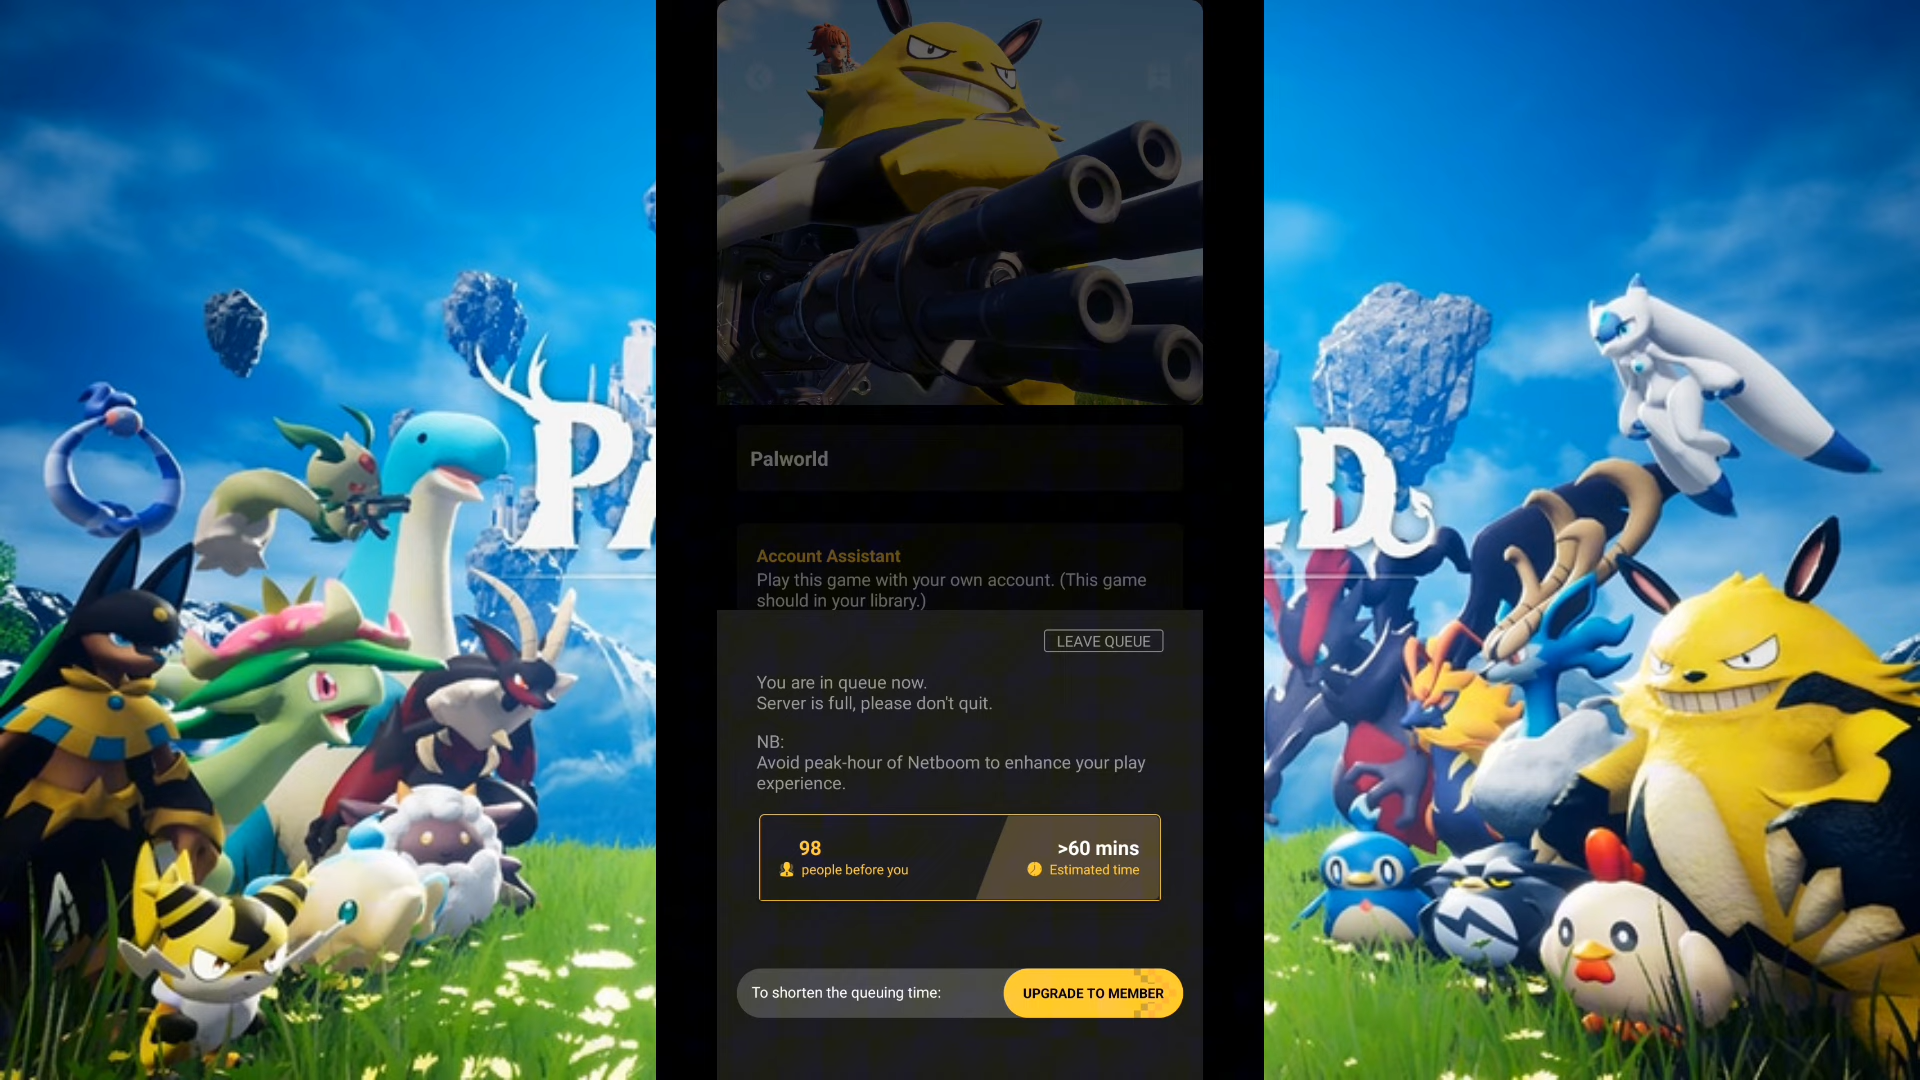 Palworld
Account Assistant
Play this game with your own account. (This game
should in your library.)
LEAVE QUEUE
You are in queue now.
Server is full, please don't quit.
NB:
Avoid peak-hour of Netboom to enhance your play
experience.
98
people before you
>60 mins
Estimated time
To shorten the queuing time:
UPGRADE TO MEMBER